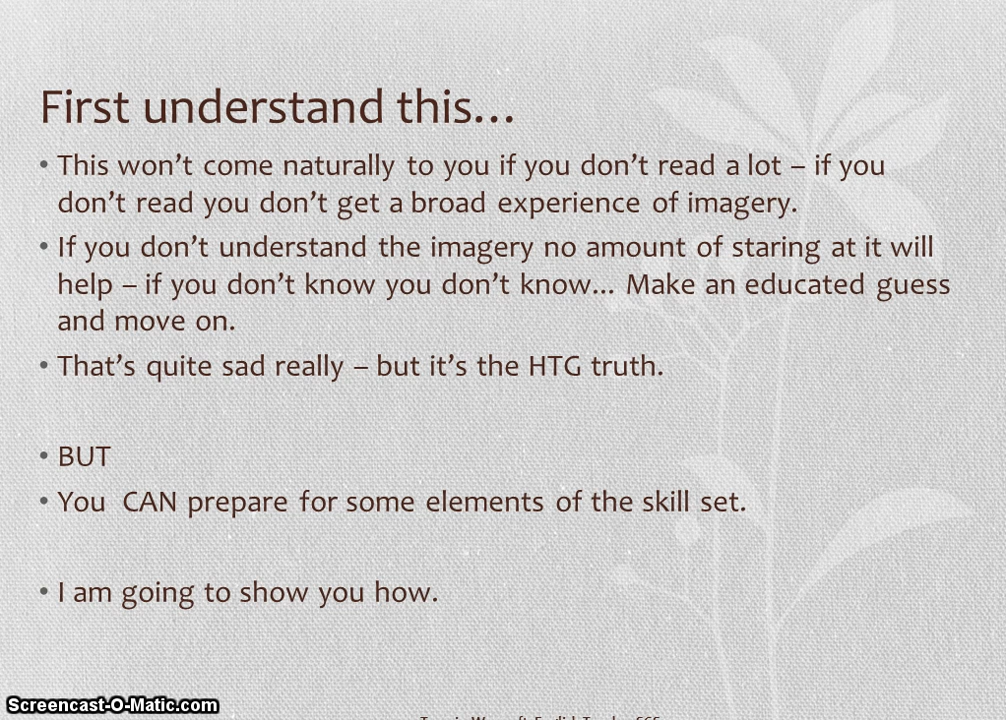 First understand this...
• This won't come naturally to you if you don't read a lot – if you
don't read you don't get a broad experience of imagery.
• If you don't understand the imagery no amount of staring at it will
help – if you don't know you don't know... Make an educated guess
and move on.
• That's quite sad really – but it's the HTG truth.
• BUT
• You CAN prepare for some elements of the skill set.
• I am going to show you how.
Screencast-O-Matic.com